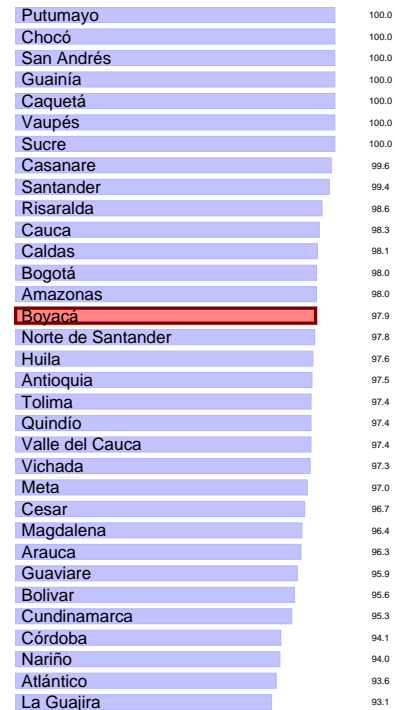 Putumayo 100.0
Chocó 100.0
San Andrés 100.0
Guainía 100.0
Caquetá 100.0
Vaupés 100.0
Sucre 100.0
Casanare 99.6
Santander 99.4
Risaralda 98.6
Cauca 98.3
Caldas 98.1
Bogotá 98.0
Amazonas 98.0
Boyacá 97.9
Norte de Santander 97.8
Huila 97.6
Antioquia 97.5
Tolima 97.4
Quindío 97.4
Valle del Cauca 97.4
Vichada 97.3
Meta 97.0
Cesar 96.7
Magdalena 96.4
Arauca 96.3
Guaviare 95.9
Bolivar 95.6
Cundinamarca 95.3
Córdoba 94.1
Nariño 94.0
Atlántico 93.6
La Guajira 93.1